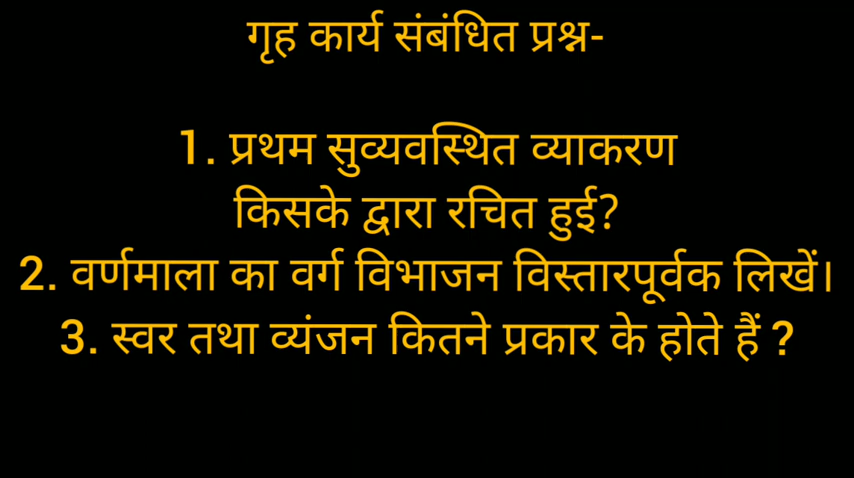 गृह कार्य संबंधित प्रश्न-
1. प्रथम सुव्यवस्थित व्याकरण
किसके द्वारा रचित हुई?
2. वर्णमाला का वर्ग विभाजन विस्तारपूर्वक लिखें।
3. स्वर तथा व्यंजन कितने प्रकार के होते हैं ?